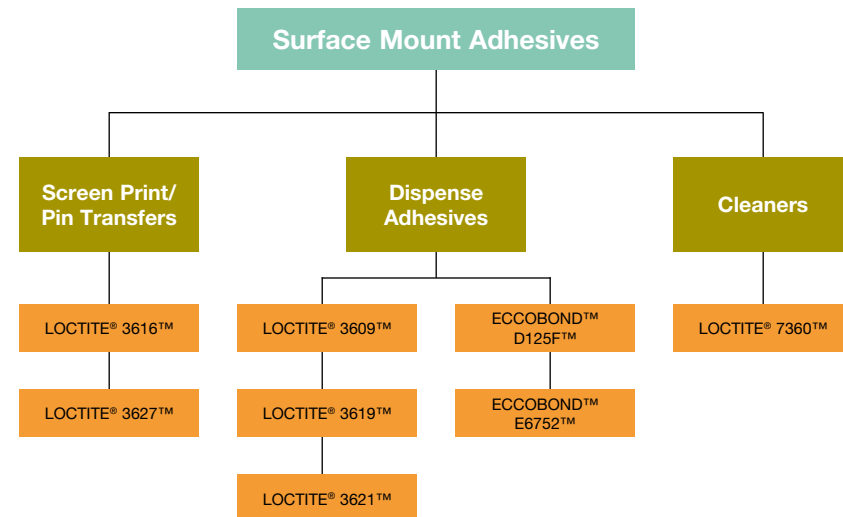 Surface Mount Adhesives
Screen Print/
Pin Transfers
LOCTITE® 3616™
LOCTITE® 3627™
Dispense
Adhesives
LOCTITE® 3609™
LOCTITE® 3619™
LOCTITE® 3621™
ECCOBOND™
D125F™
ECCOBOND™
E6752™
Cleaners
LOCTITE® 7360™